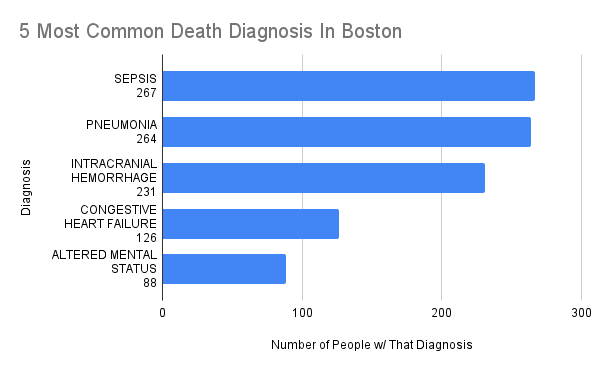 5 Most Common Death Diagnosis In Boston
SEPSIS
267
PNEUMONIA
264
INTRACRANIAL
HEMORRHAGE
231
CONGESTIVE
HEART FAILURE
126
ALTERED MENTAL
STATUS
88
Diagnosis
0 100 200 300
Number of People w/ That Diagnosis